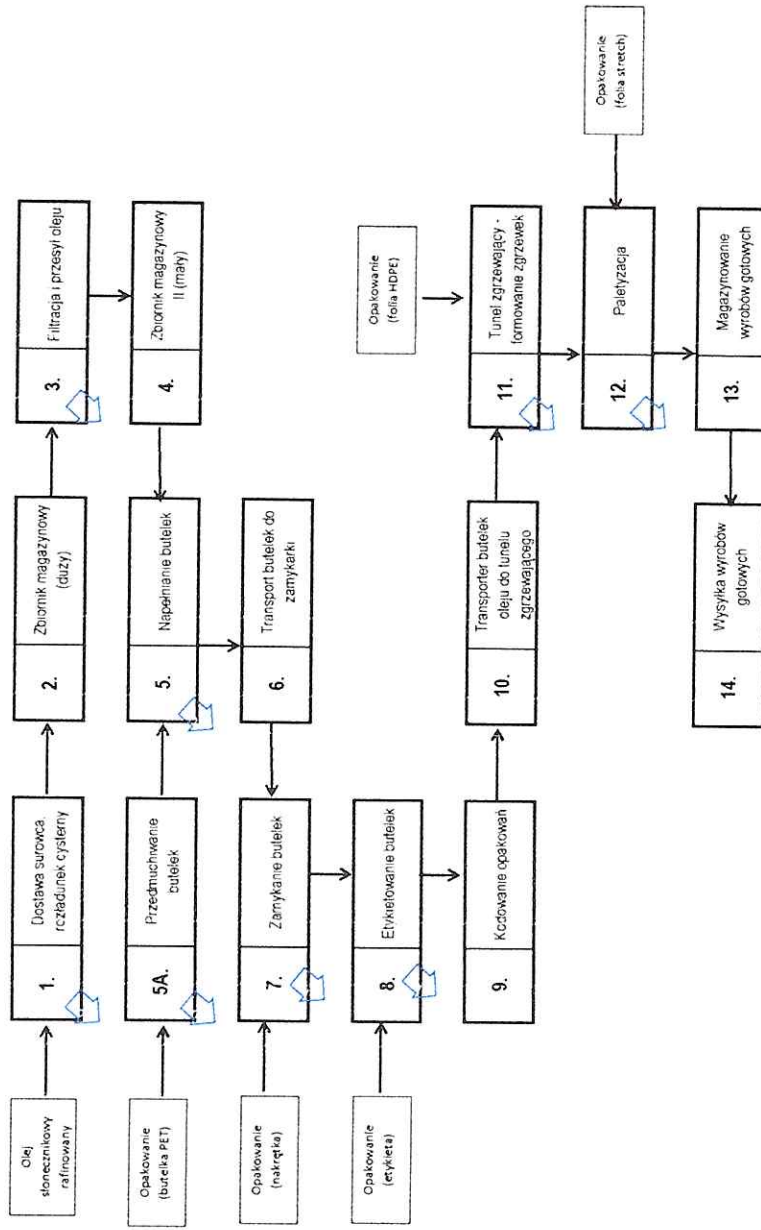 Olej
słonecznikowy
rafinowany
1.
Dostawa surowca,
rozładunek cysterny
2.
Zbiornik magazynowy
(duży)
3.
Filtracja i przesył oleju
4.
Zbiornik magazynowy
II (mały)
Opakowanie
(butelka PET)
5A.
Przedmuchwanie
butelek
5.
Napełnianie butelek
6.
Transport butelek do
zamykarki
Opakowanie
(nakrętka)
7.
Zamykanie butelek
Opakowanie
(etykieta)
8.
Etykietowanie butelek
9.
Kodowanie opakowań
10.
Transporter butelek
oleju do tunelu
zgrzewającego
Opakowanie
(folia HDPE)
11.
Tunel zgrzewający -
formowanie zgrzewek
Opakowanie
(folia stretch)
12.
Paletyzacja
13.
Magazynowanie
wyrobów gotowych
14.
Wysyłka wyrobów
gotowych